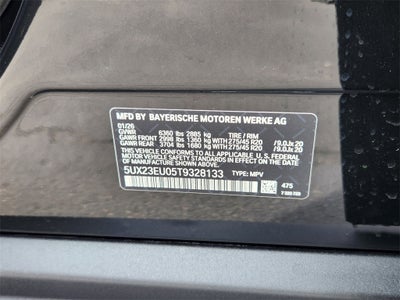 MFD BY BAYERISCHE MOTOREN WERKE AG
01/26
GVWR 6360 lbs 2885 kg TIRE / RIM
GAWR FRONT 2998 lbs 1360 kg WITH 275/45 R20 / 9.0Jx 20
GAWR REAR 3704 lbs 1680 kg WITH 275/45 R20 / 9.0Jx 20
THIS VEHICLE CONFORMS TO ALL APPLICABLE U.S. FEDERAL
MOTOR VEHICLE SAFETY STANDARDS IN EFFECT ON THE DATE OF
MANUFACTURE SHOWN ABOVE.
5UX23EU05T9328133 TYPE: MPV 475